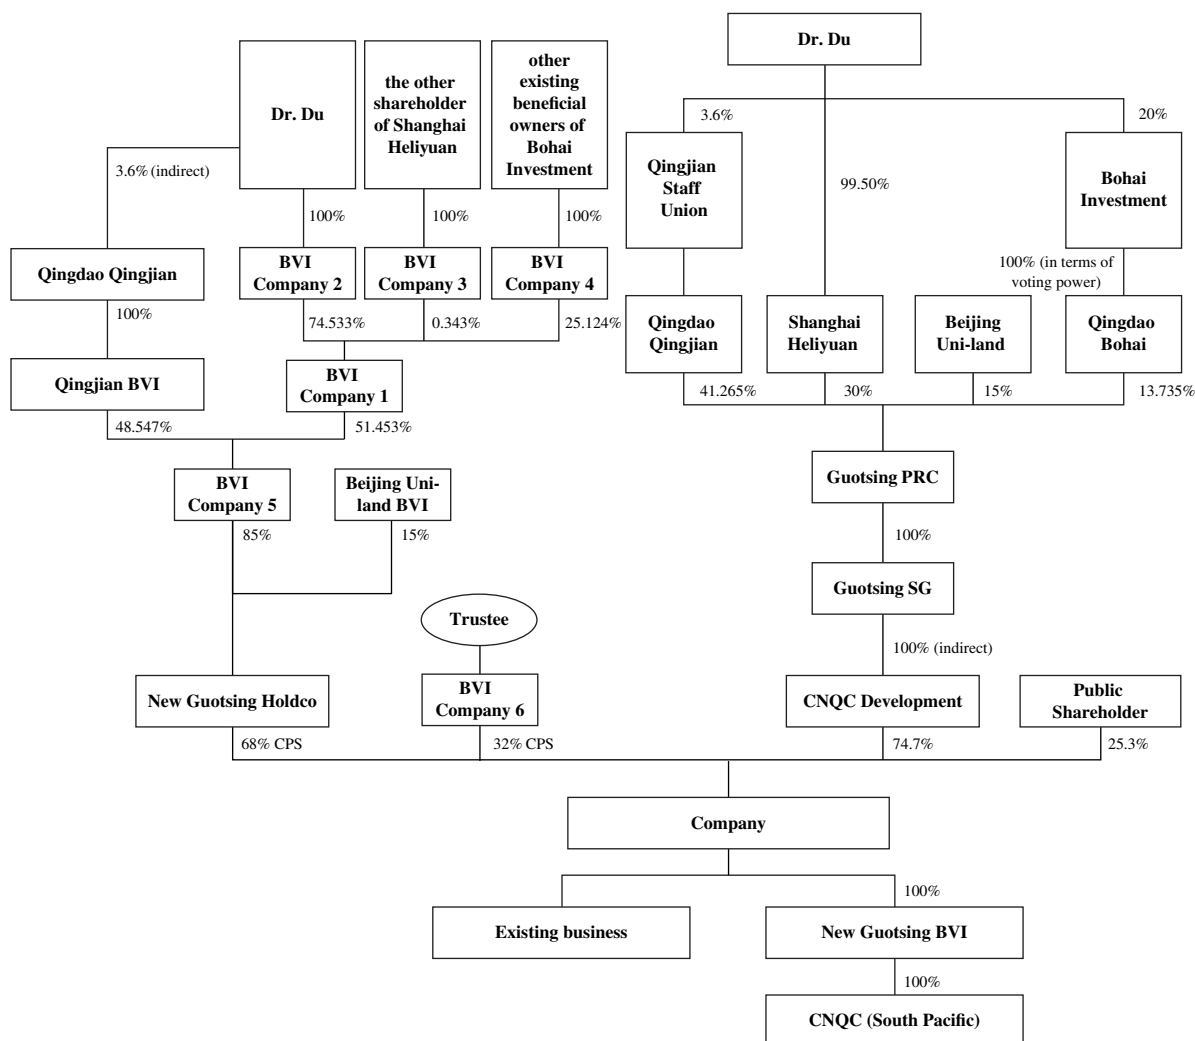 Dr. Du
Dr. Du
the other
shareholder
of Shanghai
Heliyuan
other
existing
beneficial
owners of
Bohai
Investment
3.6%
20%
3.6% (indirect)
Qingjian
Staff
Union
99.50%
Bohai
Investment
100%
100%
100%
Qingdao Qingjian
BVI
Company 2
BVI
Company 3
BVI
Company 4
100% (in terms of
voting power)
100%
74.533%
0.343%
25.124%
Qingdao
Qingjian
Shanghai
Heliyuan
Beijing
Uni-land
Qingdao
Bohai
Qingjian BVI
BVI
Company 1
41.265%
30%
15%
13.735%
48.547%
51.453%
BVI
Company 5
Beijing Uni-
land BVI
Guotsing PRC
85%
15%
100%
Guotsing SG
Trustee
100% (indirect)
New Guotsing Holdco
BVI
Company 6
CNQC Development
Public
Shareholder
68% CPS
32% CPS
74.7%
25.3%
Company
100%
Existing business
New Guotsing BVI
100%
CNQC (South Pacific)